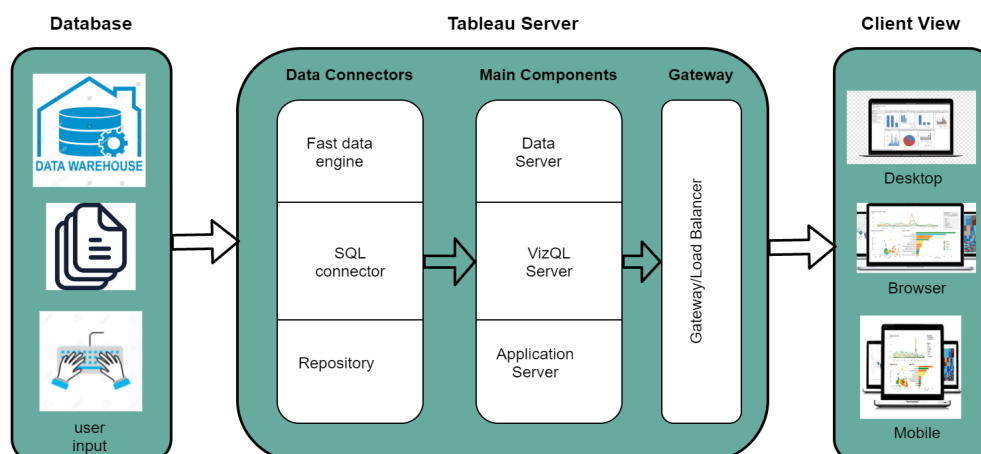 Database
Tableau Server
Client View
Data Connectors
Main Components
Gateway
DATA WAREHOUSE
user
input
Fast data
engine
SQL
connector
Repository
Data
Server
VizQL
Server
Application
Server
Gateway/Load Balancer
Desktop
Browser
Mobile